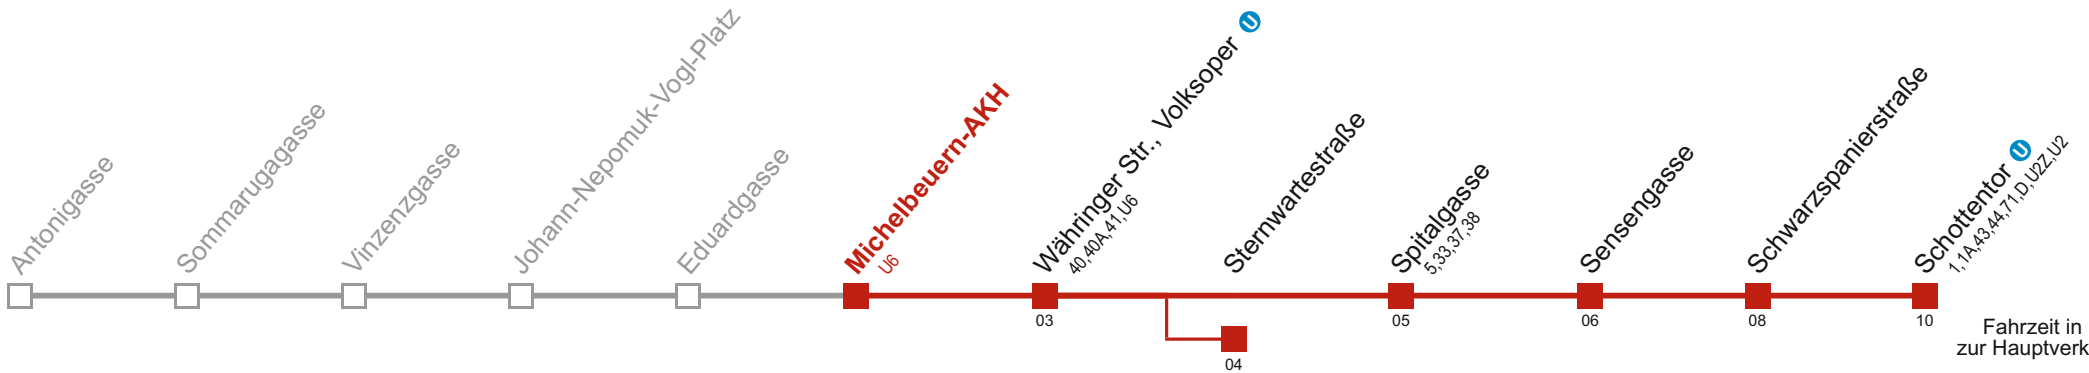 Antonigasse
Sommarugagasse
Vinzenzgasse
Johann-Nepomuk-Vogl-Platz
Eduardgasse
Michelbeuern-AKH
U6
Währinger Str., Volksoper U
40,40A,41,U6
03
Sternwartestraße
04
Spitalgasse
5,33,37,38
05
Sensengasse
06
Schwarzspanierstraße
08
Schottentor U
1,1A,43,44,71,D,U2Z,U2
10
Fahrzeit in
zur Hauptverk